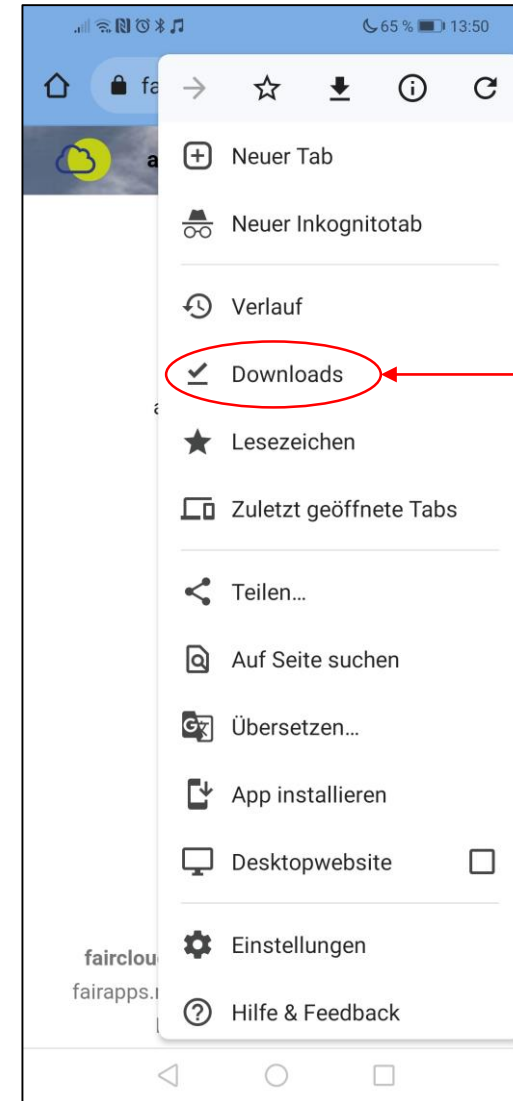 65 % 13:50
fa
a
Neuer Tab
Neuer Inkognitotab
Verlauf
Downloads
a
Lesezeichen
Zuletzt geöffnete Tabs
Teilen…
Auf Seite suchen
Übersetzen…
App installieren
Desktopwebsite
Einstellungen
fairclou
fairapps.
Hilfe & Feedback